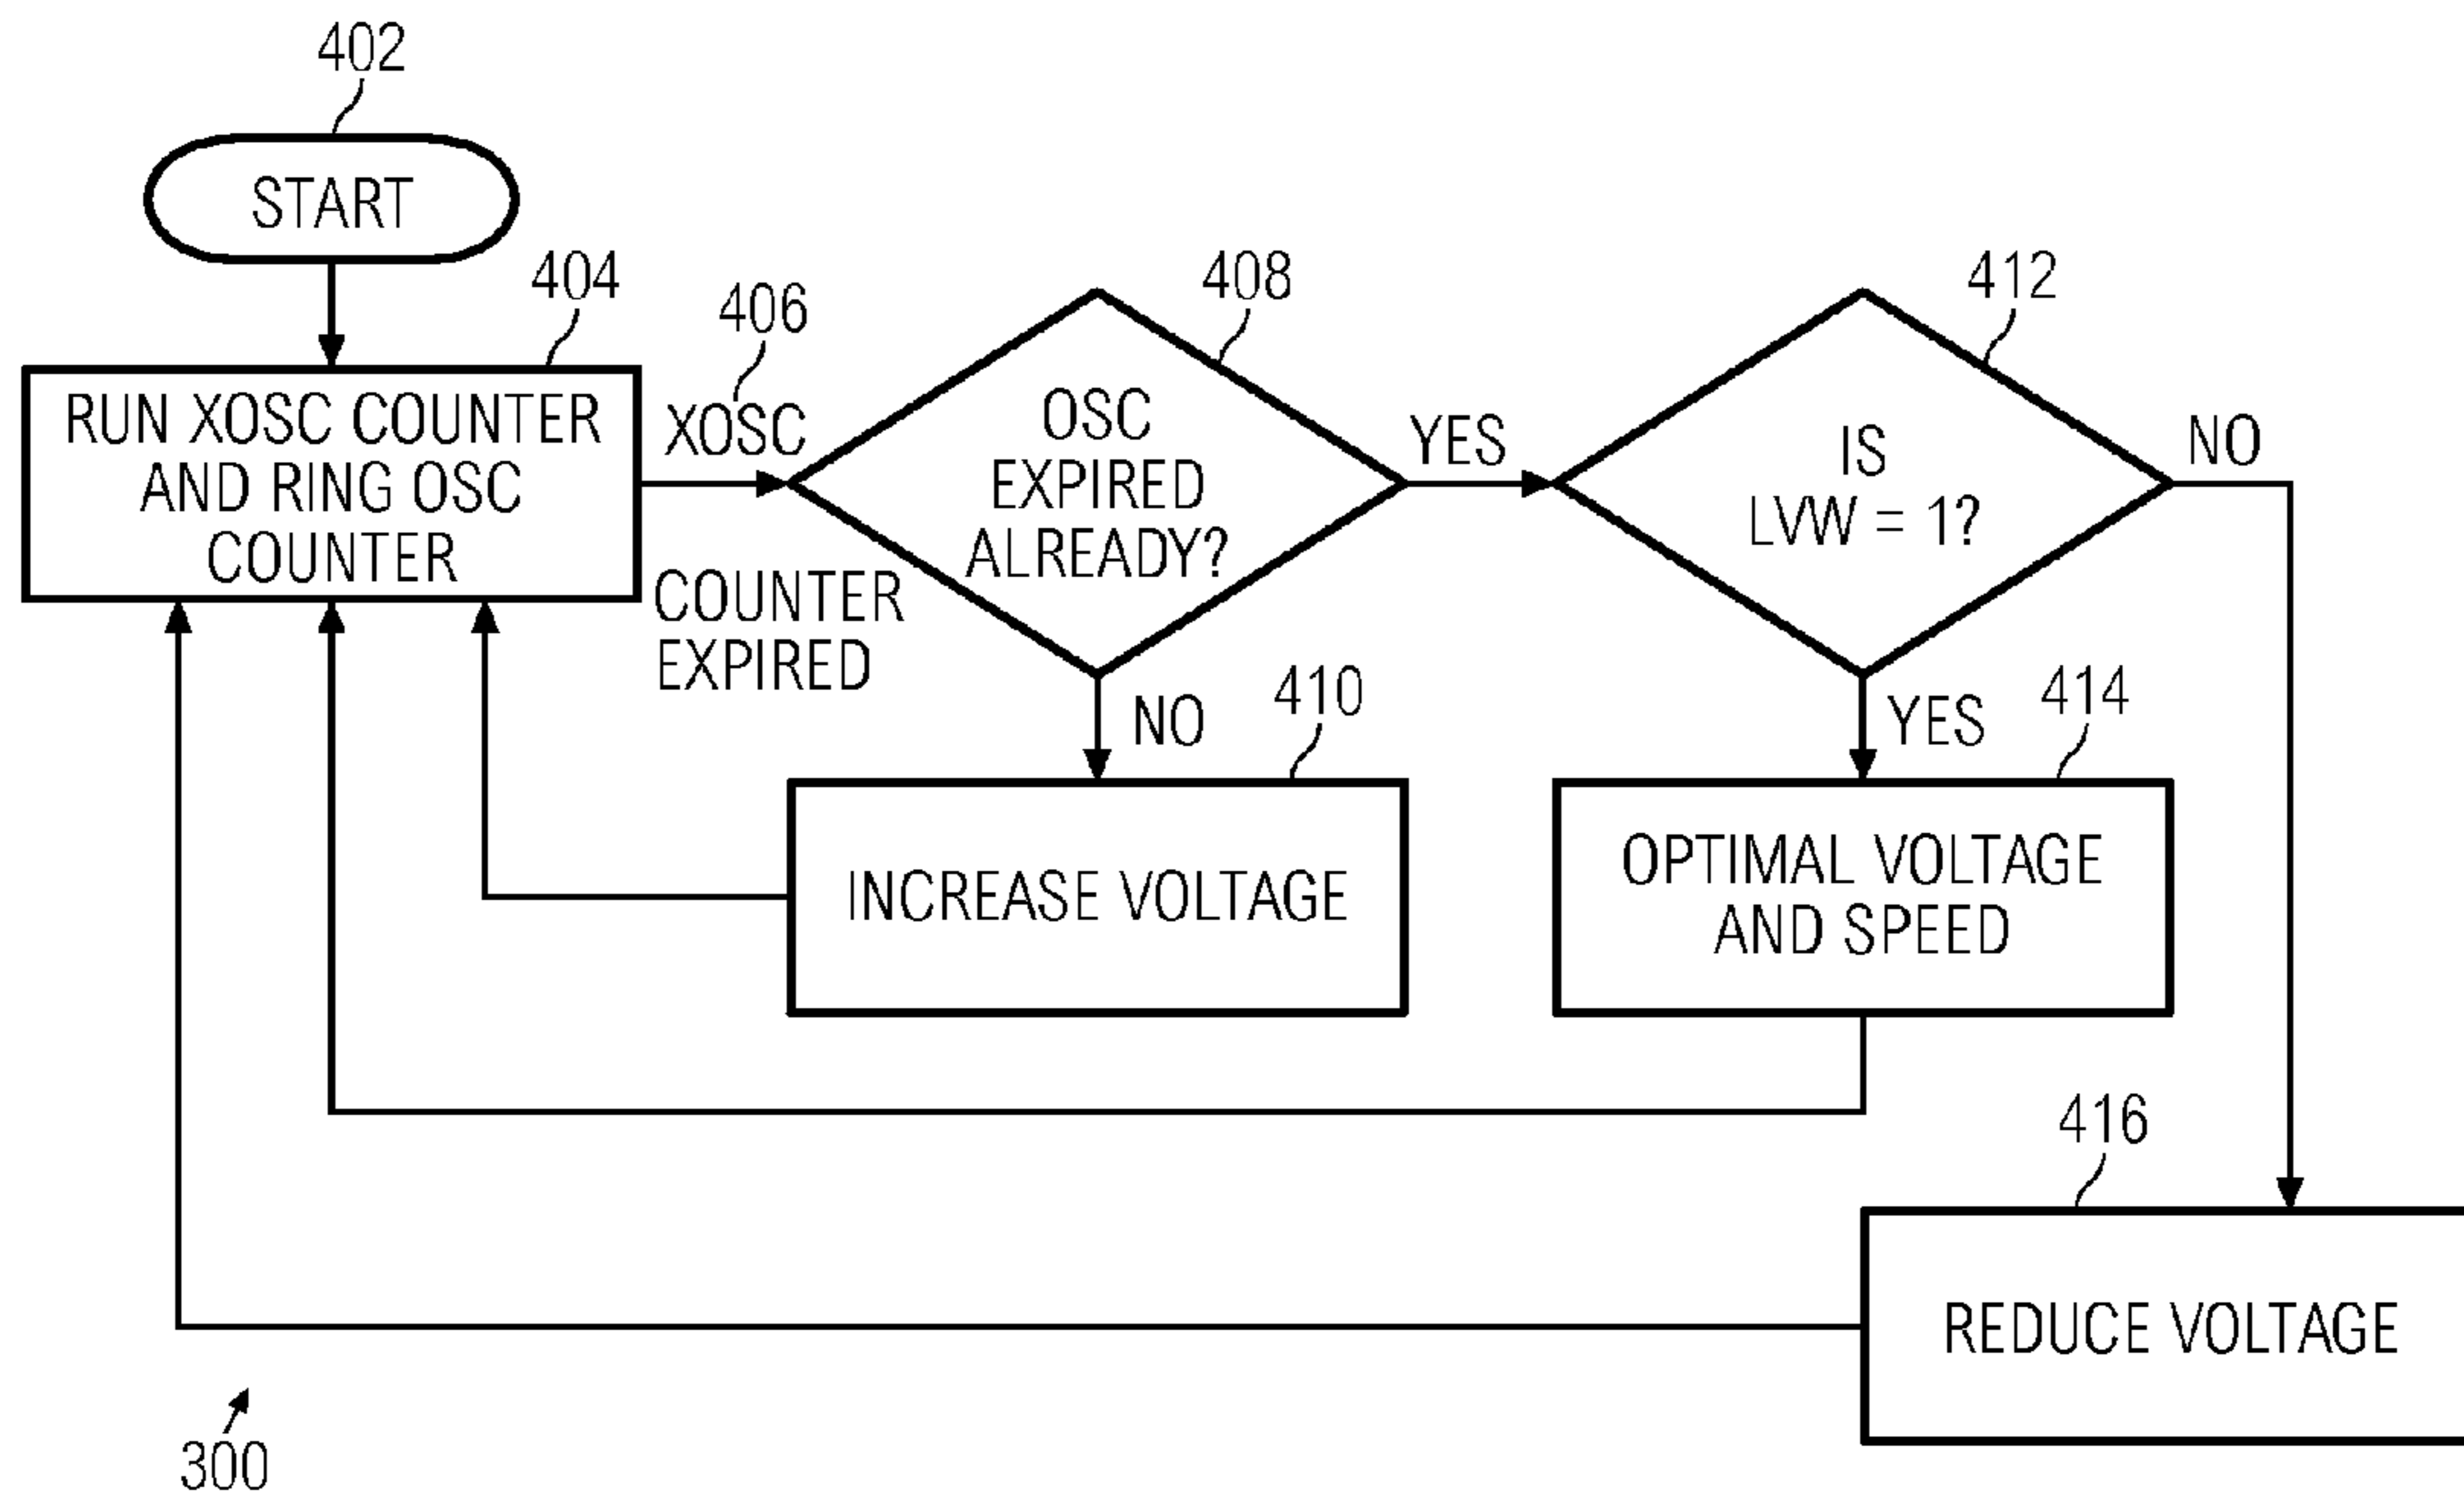 402
START
404
RUN XOSC COUNTER
AND RING OSC
COUNTER
406
XOSC
COUNTER
EXPIRED
408
OSC
EXPIRED
ALREADY?
YES
NO
412
IS
LVW = 1?
NO
YES
410
INCREASE VOLTAGE
414
OPTIMAL VOLTAGE
AND SPEED
416
REDUCE VOLTAGE
300